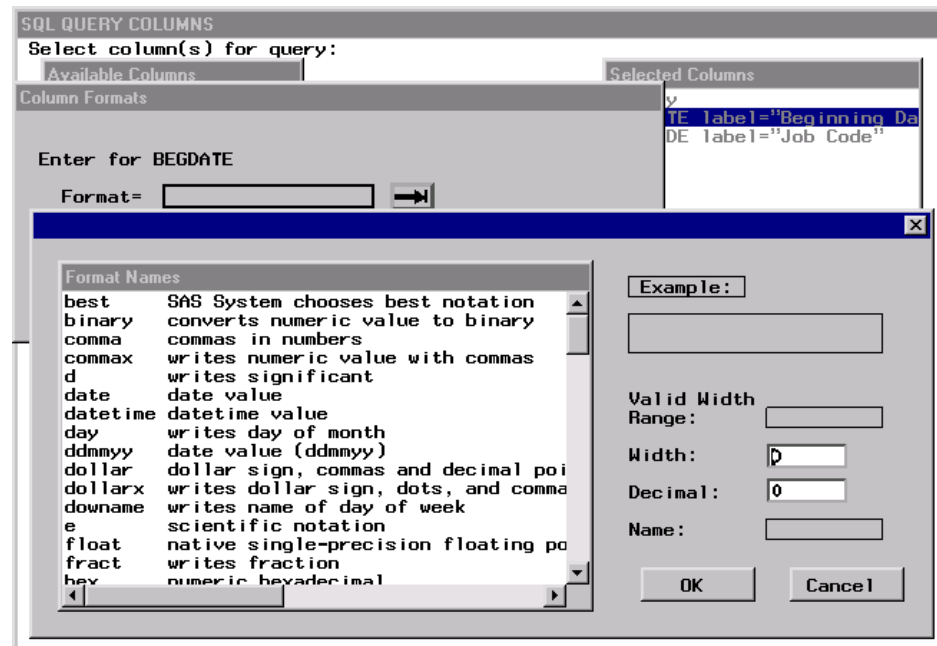 SQL QUERY COLUMNS
Select column(s) for query:
Available Columns
Selected Columns
Column Formats
y
TE label="Beginning Da
DE label="Job Code"
Enter for BEGDATE
Format=
Format Names
best SAS System chooses best notation
binary converts numeric value to binary
comma commas in numbers
commax writes numeric value with commas
d writes significant
date date value
datetime datetime value
day writes day of month
ddmmyy date value (ddmmyy)
dollar dollar sign, commas and decimal poi
dollarx writes dollar sign, dots, and comma
downame writes name of day of week
e scientific notation
float native single-precision floating po
fract writes fraction
hex numeric hexadecimal
Example:
Valid Width
Range:
Width: 0
Decimal: 0
Name:
OK Cancel